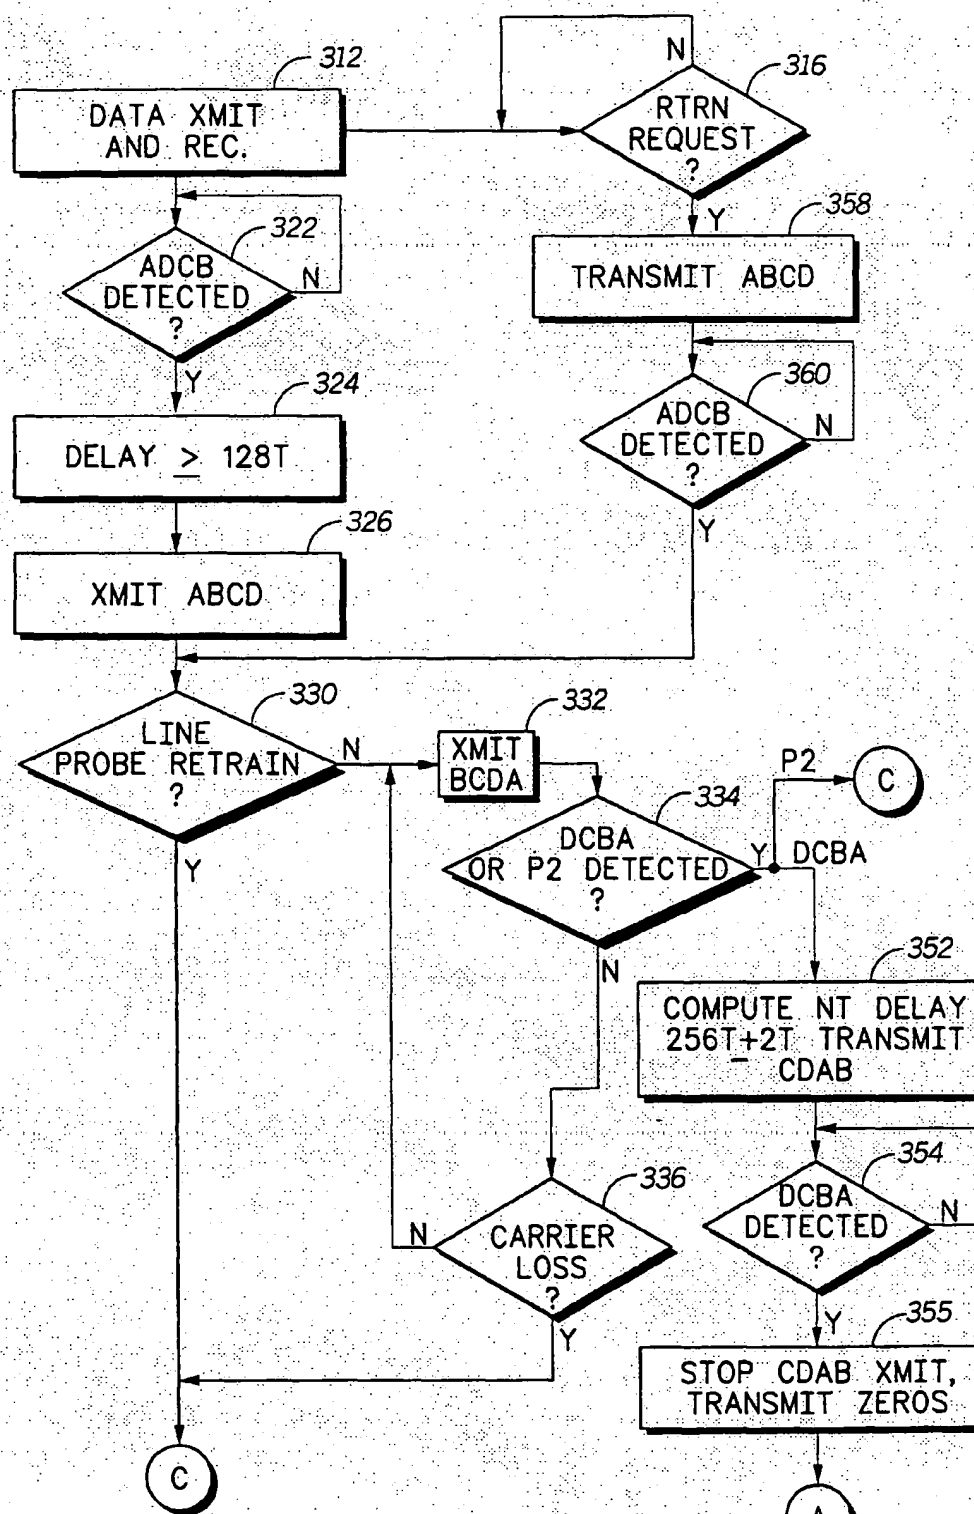 312
DATA XMIT
AND REC.
N
316
RTRN
REQUEST
?
Y
322
ADCB
DETECTED
?
N
Y
358
TRANSMIT ABCD
324
DELAY ≥ 128T
360
ADCB
DETECTED
?
N
Y
326
XMIT ABCD
330
LINE
PROBE RETRAIN
?
N
Y
332
XMIT
BCDA
334
DCBA
OR P2 DETECTED
?
Y
P2
C
DCBA
N
352
COMPUTE NT DELAY
256T±2T TRANSMIT
CDAB
336
CARRIER
LOSS
?
N
Y
354
DCBA
DETECTED
?
N
Y
355
STOP CDAB XMIT,
TRANSMIT ZEROS
C
A